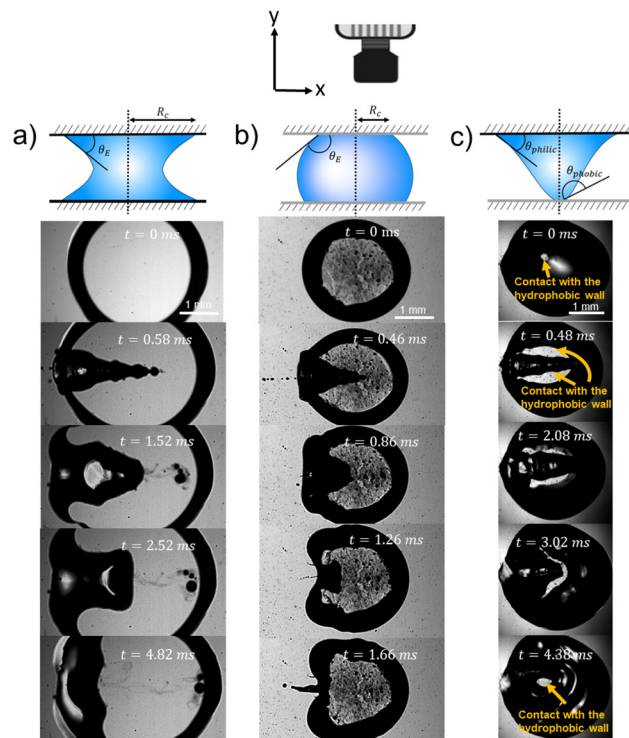 y
x
a)
R_c
θ_E
b)
R_c
θ_E
c)
θ_philic
θ_phobic
t = 0 ms
1 mm
t = 0.58 ms
t = 1.52 ms
t = 2.52 ms
t = 4.82 ms
t = 0 ms
1 mm
t = 0.46 ms
t = 0.86 ms
t = 1.26 ms
t = 1.66 ms
t = 0 ms
Contact with the
hydrophobic wall
1 mm
t = 0.48 ms
Contact with the
hydrophobic wall
t = 2.08 ms
t = 3.02 ms
t = 4.38 ms
Contact with the
hydrophobic wall